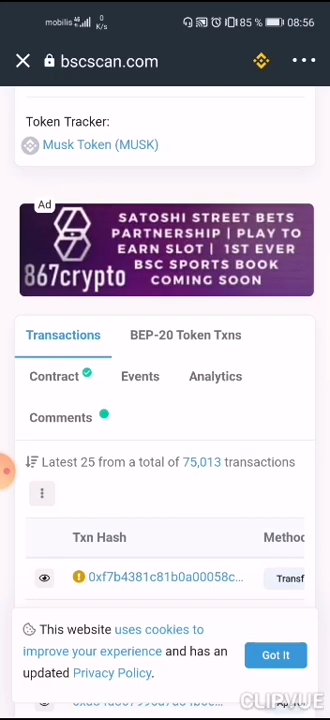 mobilis 4G 0 K/s 85 % 08:56
bscscan.com
Token Tracker:
Musk Token (MUSK)
Ad
SATOSHI STREET BETS
PARTNERSHIP | PLAY TO
EARN SLOT | 1ST EVER
BSC SPORTS BOOK
COMING SOON
867crypto
Transactions BEP-20 Token Txns
Contract Events Analytics
Comments
Latest 25 from a total of 75,013 transactions
Txn Hash Method
0xf7b4381c81b0a00058c... Transf
This website uses cookies to
improve your experience and has an
updated Privacy Policy.
Got It
CLIPVUE